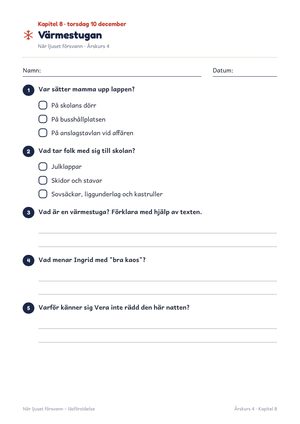 Kapitel 8 · torsdag 10 december
Värmestugan
När ljuset försvann · Årskurs 4
Namn:
Datum:
1 Var sätter mamma upp lappen?
På skolans dörr
På busshållplatsen
På anslagstavlan vid affären
2 Vad tar folk med sig till skolan?
Julklappar
Skidor och stavar
Sovsäckar, liggunderlag och kastruller
3 Vad är en värmestuga? Förklara med hjälp av texten.
4 Vad menar Ingrid med "bra kaos"?
5 Varför känner sig Vera inte rädd den här natten?
När ljuset försvann · läsförståelse
Årskurs 4 · Kapitel 8